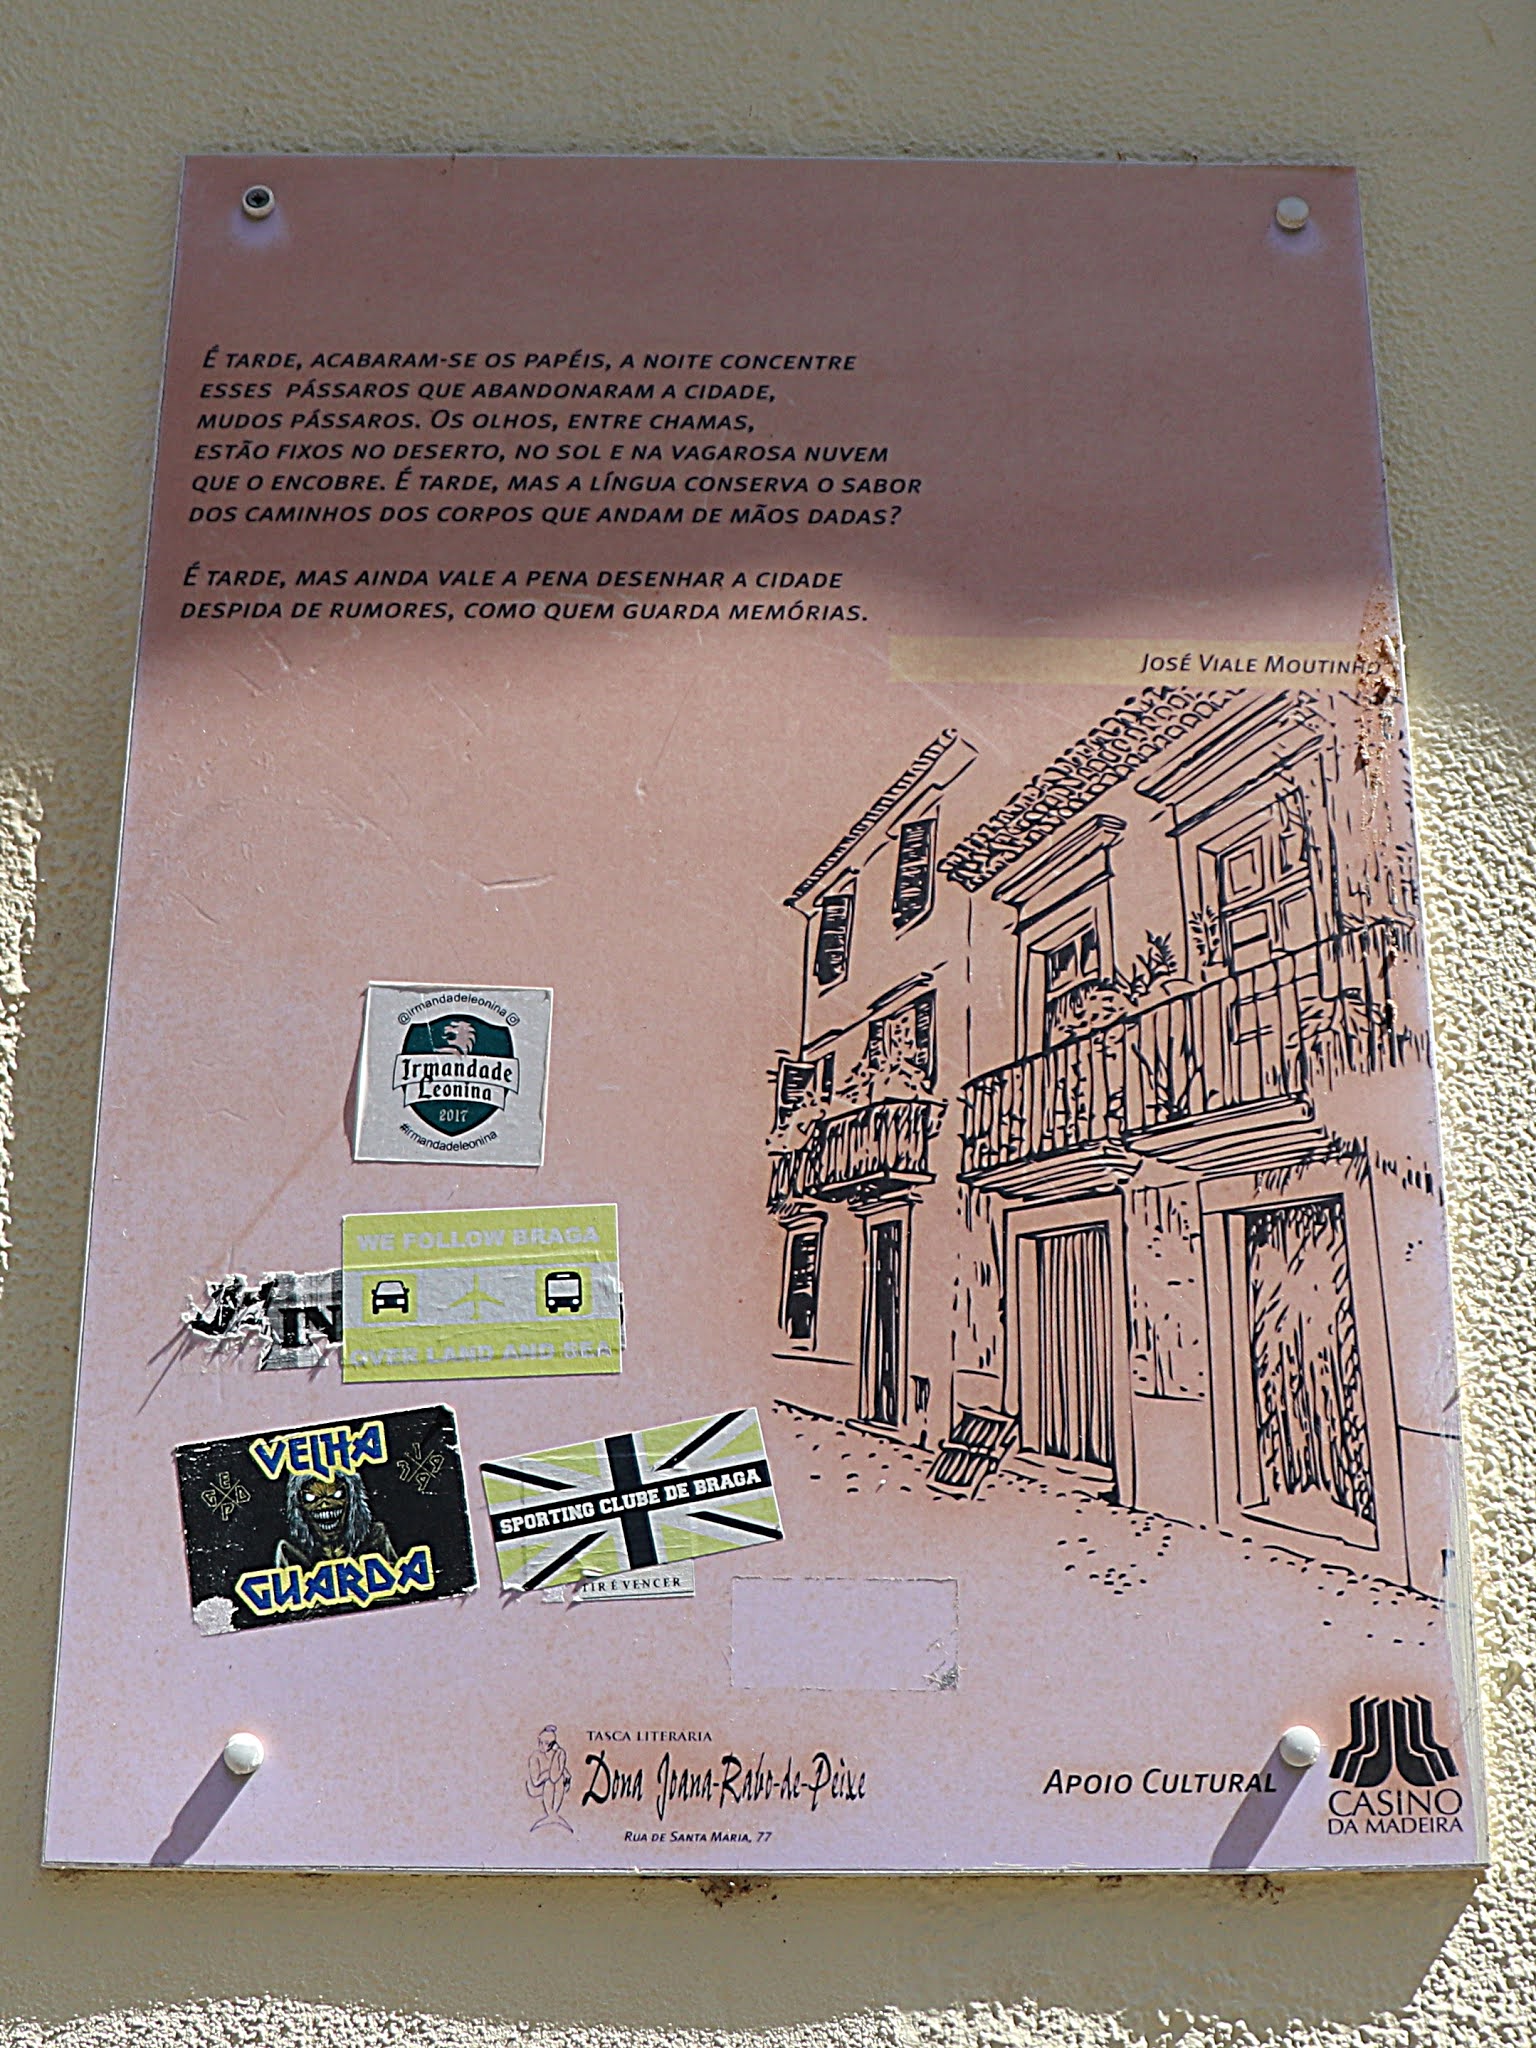 É TARDE, ACABARAM-SE OS PAPÉIS, A NOITE CONCENTRE
ESSES PÁSSAROS QUE ABANDONARAM A CIDADE,
MUDOS PÁSSAROS. OS OLHOS, ENTRE CHAMAS,
ESTÃO FIXOS NO DESERTO, NO SOL E NA VAGAROSA NUVEM
QUE O ENCOBRE. É TARDE, MAS A LÍNGUA CONSERVA O SABOR
DOS CAMINHOS DOS CORPOS QUE ANDAM DE MÃOS DADAS?
É TARDE, MAS AINDA VALE A PENA DESENHAR A CIDADE
DESPIDA DE RUMORES, COMO QUEM GUARDA MEMÓRIAS.
JOSÉ VIALE MOUTINHO
@irmandadeleonina
Irmandade
Leonina
2017
#irmandadeleonina
WE FOLLOW BRAGA
IN
OVER LAND AND SEA
VELHA
GUARDA
SPORTING CLUBE DE BRAGA
TIR É VENCER
TASCA LITERÁRIA
Dona Joana-Rabo-de-Peixe
RUA DE SANTA MARIA, 77
APOIO CULTURAL
CASINO
DA MADEIRA